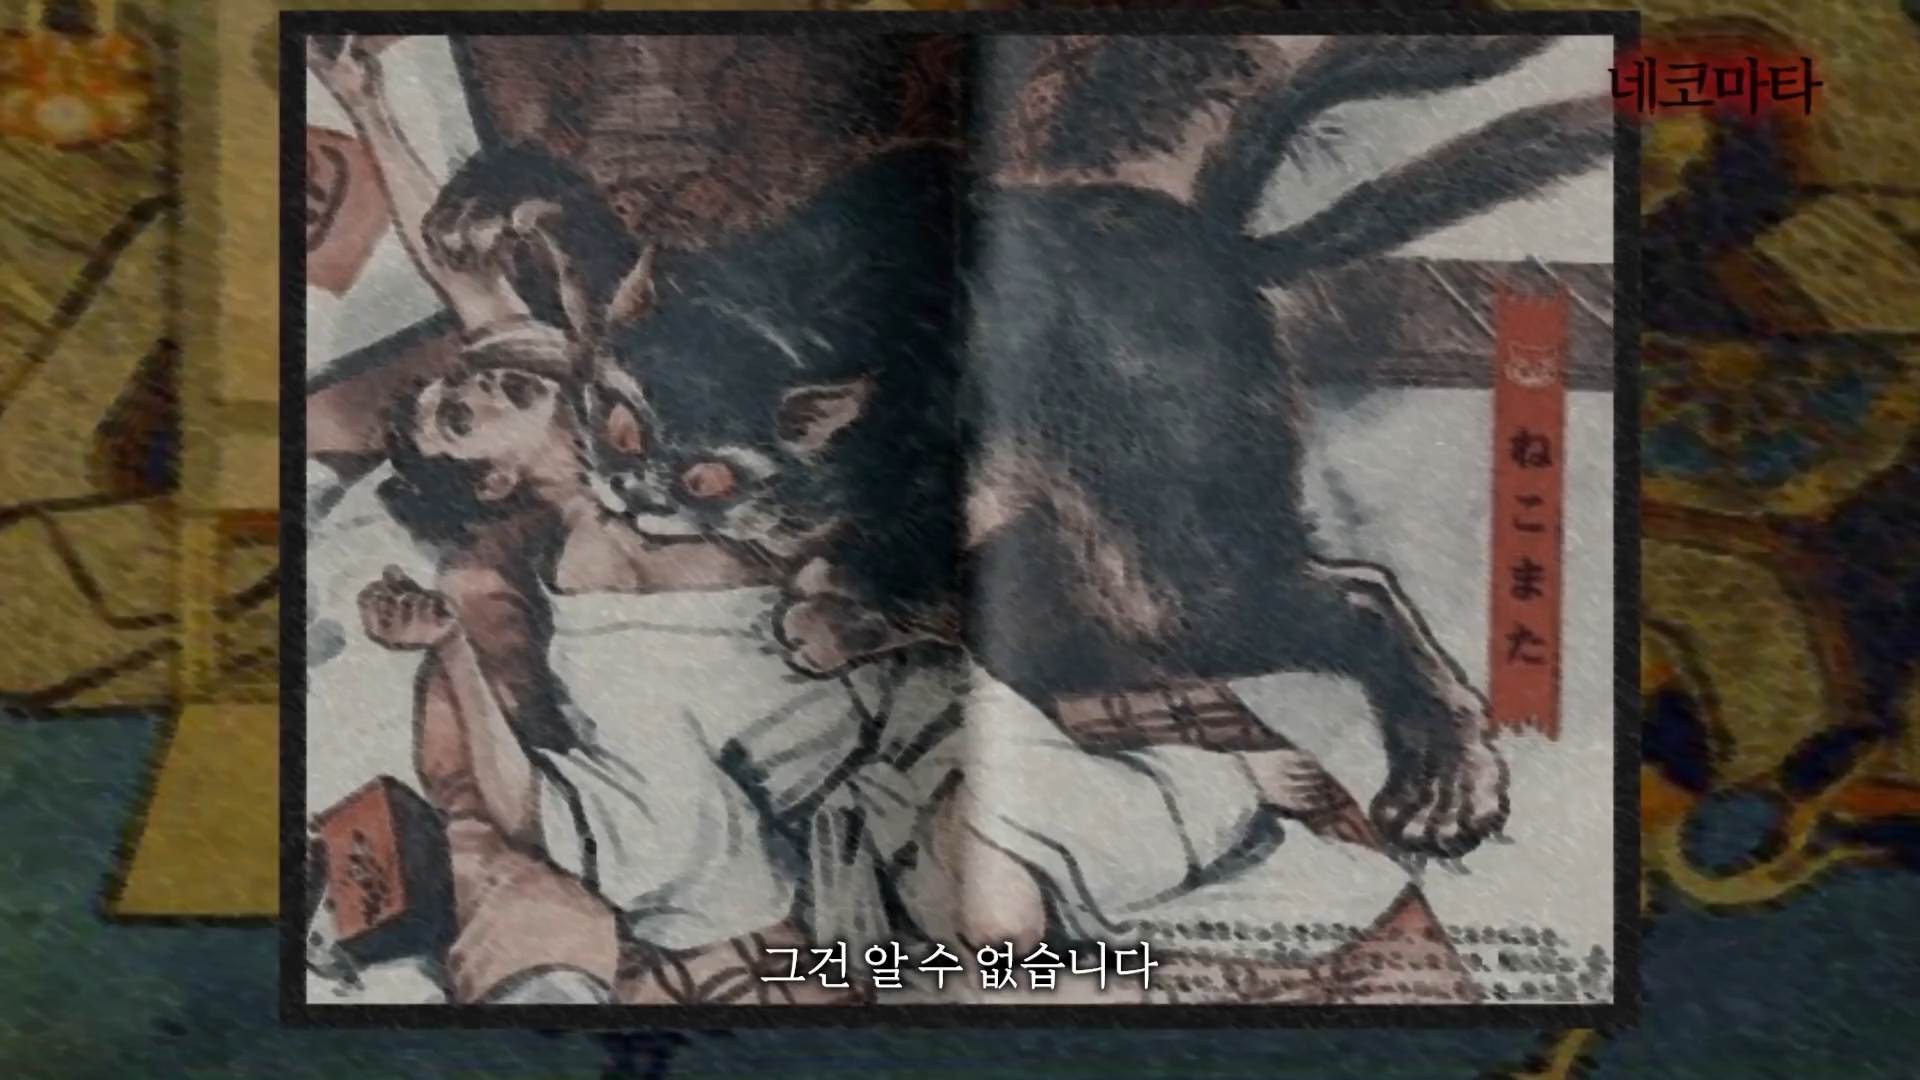 네코마타
ねこまた
그건 알 수 없습니다